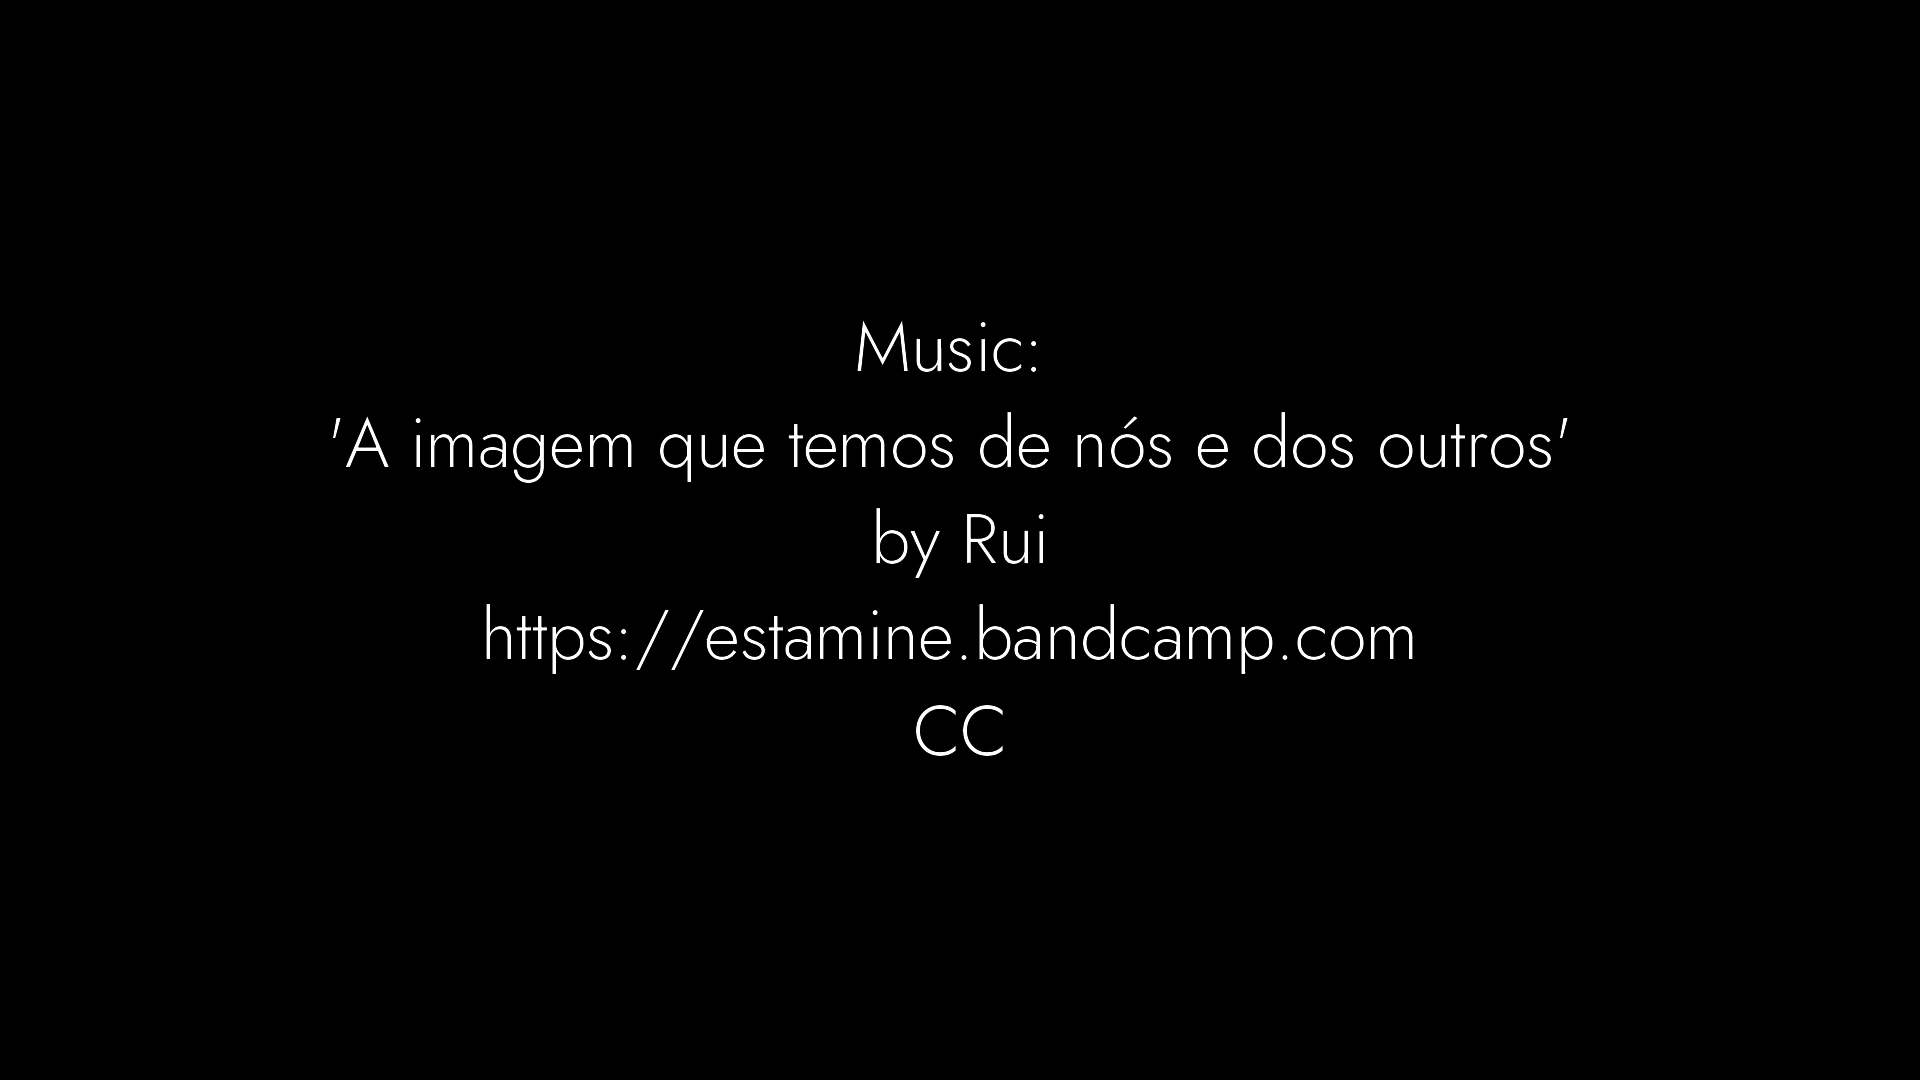 Music:
'A imagem que temos de nós e dos outros'
by Rui
https://estamine.bandcamp.com
CC